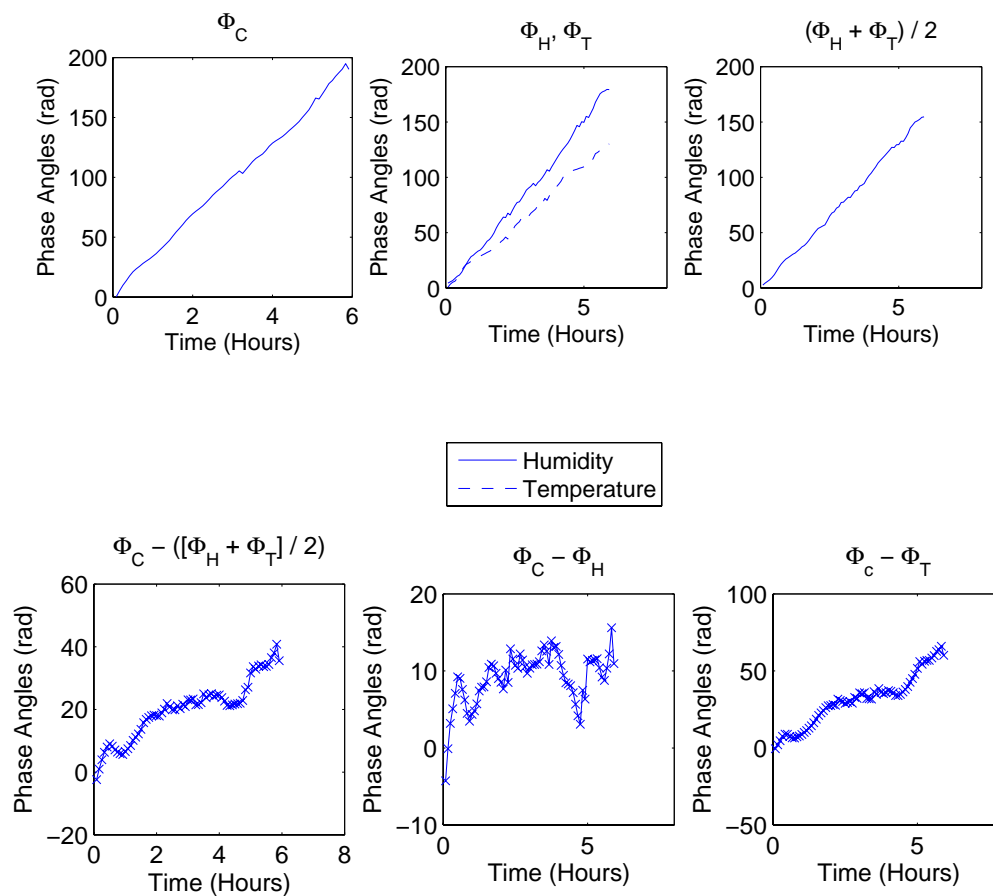 Φ_C
200
150
100
50
0
Phase Angles (rad)
0 2 4 6
Time (Hours)
Φ_H, Φ_T
200
150
100
50
0
Phase Angles (rad)
0 5
Time (Hours)
(Φ_H + Φ_T) / 2
200
150
100
50
0
Phase Angles (rad)
0 5
Time (Hours)
Humidity
Temperature
Φ_C − ([Φ_H + Φ_T] / 2)
60
40
20
0
−20
Phase Angles (rad)
0 2 4 6 8
Time (Hours)
Φ_C − Φ_H
20
10
0
−10
Phase Angles (rad)
0 5
Time (Hours)
Φ_c − Φ_T
100
50
0
−50
Phase Angles (rad)
0 5
Time (Hours)